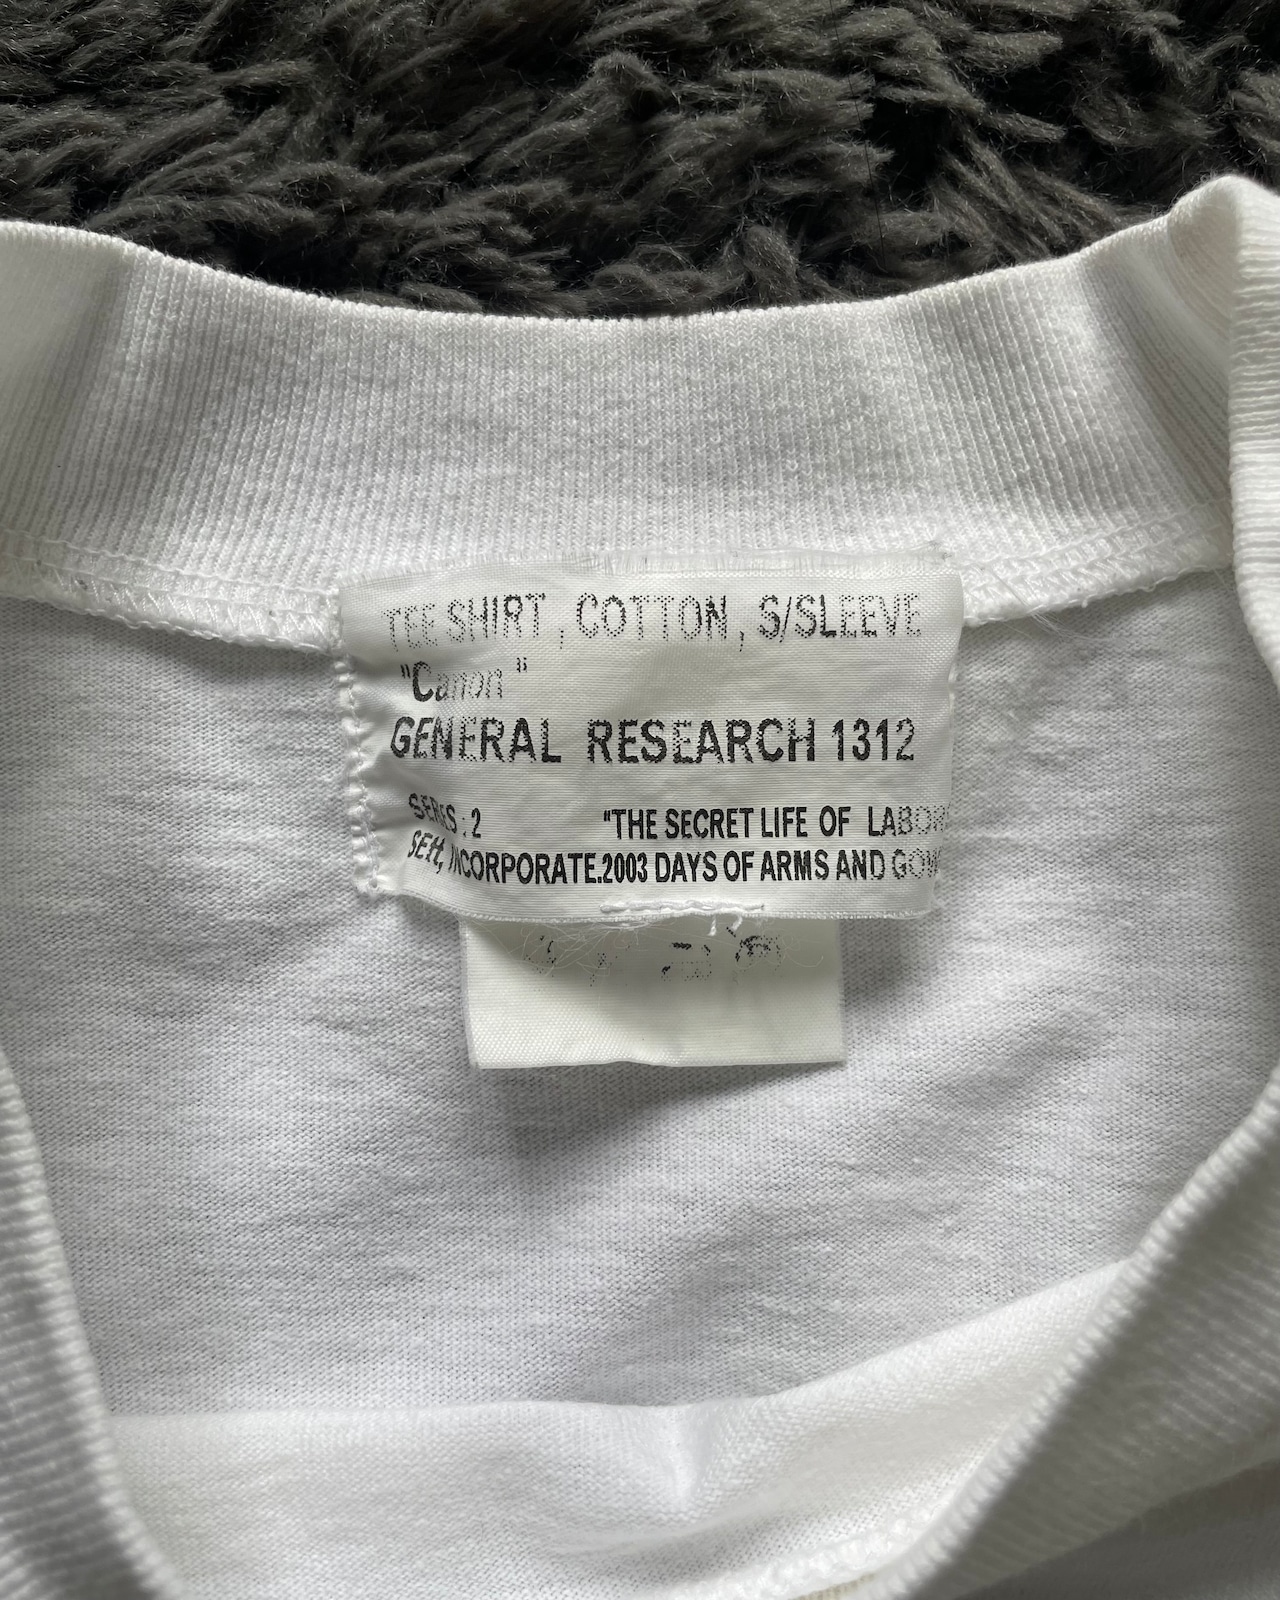 TEE SHIRT, COTTON, S/SLEEVE
"Canon"
GENERAL RESEARCH 1312
SERIES : 2 "THE SECRET LIFE OF LABOR
SEtt, INCORPORATE.2003 DAYS OF ARMS AND